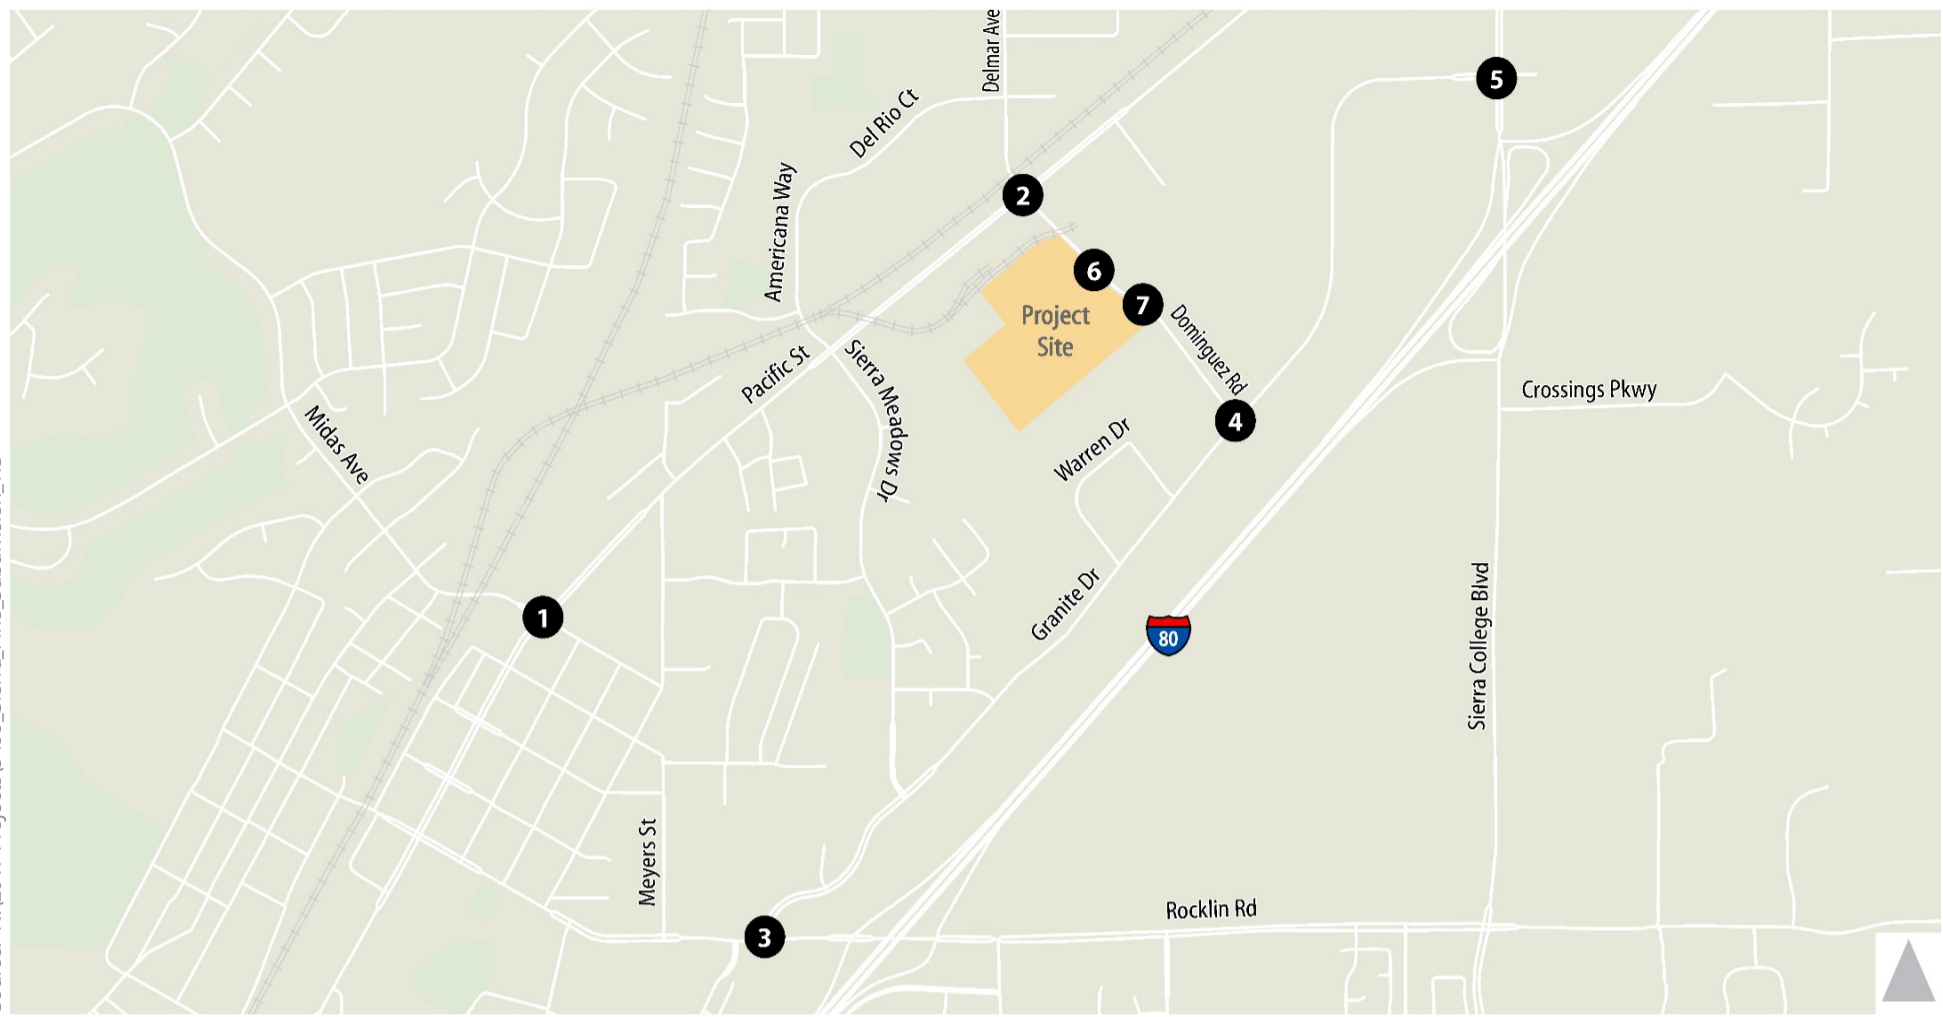 Delmar Ave
5
Del Rio Ct
Americana Way
2
6
7
Project
Site
Dominguez Rd
Pacific St
Sierra Meadows Dr
Crossings Pkwy
Midas Ave
4
Warren Dr
Granite Dr
1
80
Sierra College Blvd
Meyers St
Rocklin Rd
3